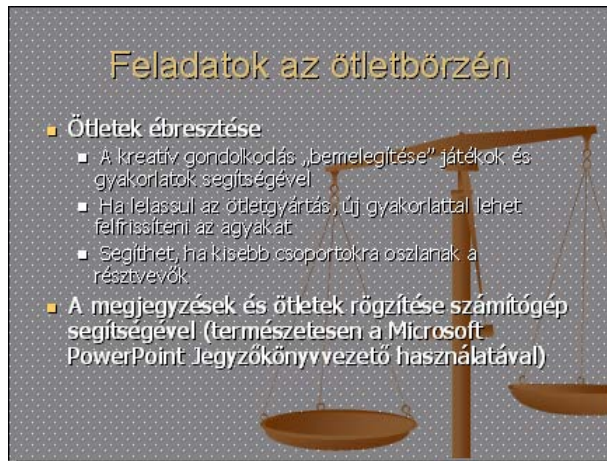 Feladatok az ötletbörzén
Ötletek ébresztése
A kreatív gondolkodás „bemelegítése” játékok és
gyakorlatok segítségével
Ha lelassul az ötletgyártás, új gyakorlattal lehet
felfrissíteni az agyakat
Segíthet, ha kisebb csoportokra oszlanak a
résztvevők
A megjegyzések és ötletek rögzítése számítógép
segítségével (természetesen a Microsoft
PowerPoint Jegyzőkönyvvezető használatával)